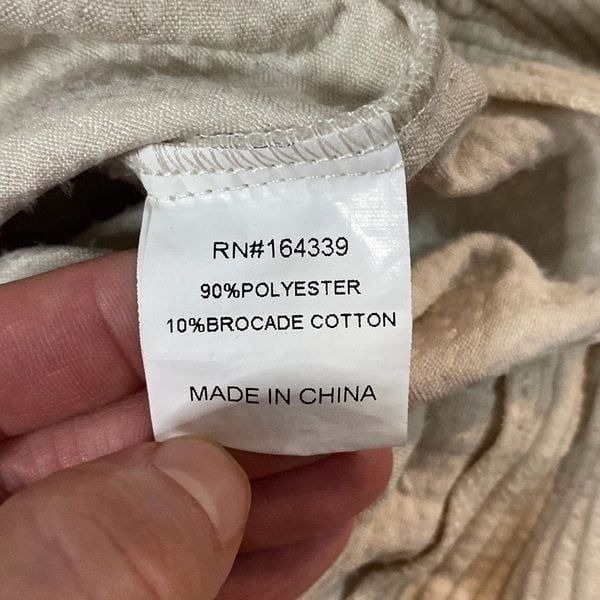 RN#164339
90%POLYESTER
10%BROCADE COTTON
MADE IN CHINA